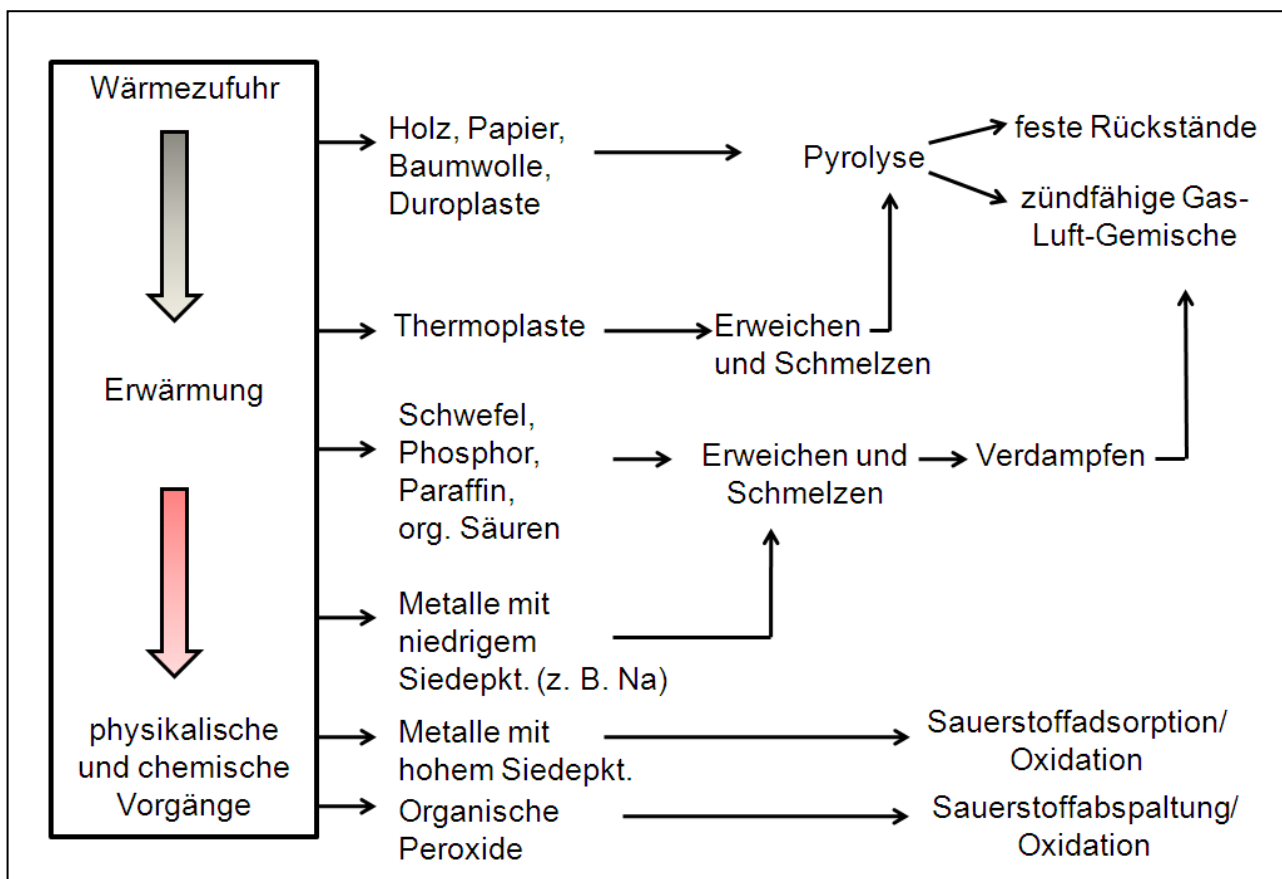 Wärmezufuhr
Erwärmung
physikalische
und chemische
Vorgänge
Holz, Papier,
Baumwolle,
Duroplaste
Pyrolyse
feste Rückstände
zündfähige Gas-
Luft-Gemische
Thermoplaste
Erweichen
und Schmelzen
Schwefel,
Phosphor,
Paraffin,
org. Säuren
Erweichen und
Schmelzen
Verdampfen
Metalle mit
niedrigem
Siedepkt. (z. B. Na)
Metalle mit
hohem Siedepkt.
Sauerstoffadsorption/
Oxidation
Organische
Peroxide
Sauerstoffabspaltung/
Oxidation